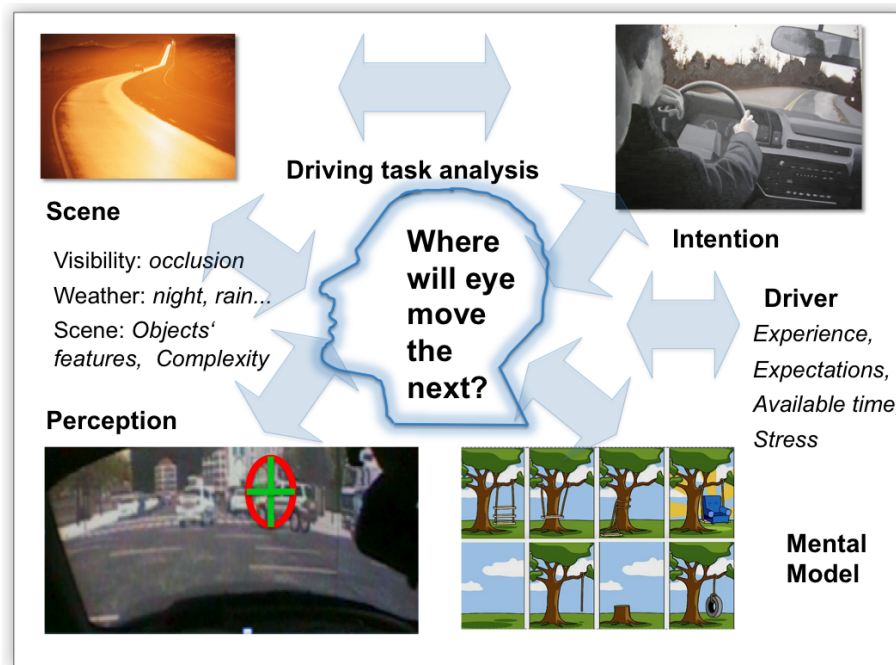 Driving task analysis
Scene
Visibility: occlusion
Weather: night, rain...
Scene: Objects‘
features, Complexity
Where
will eye
move
the
next?
Intention
Driver
Experience,
Expectations,
Available time,
Stress
Perception
Mental
Model